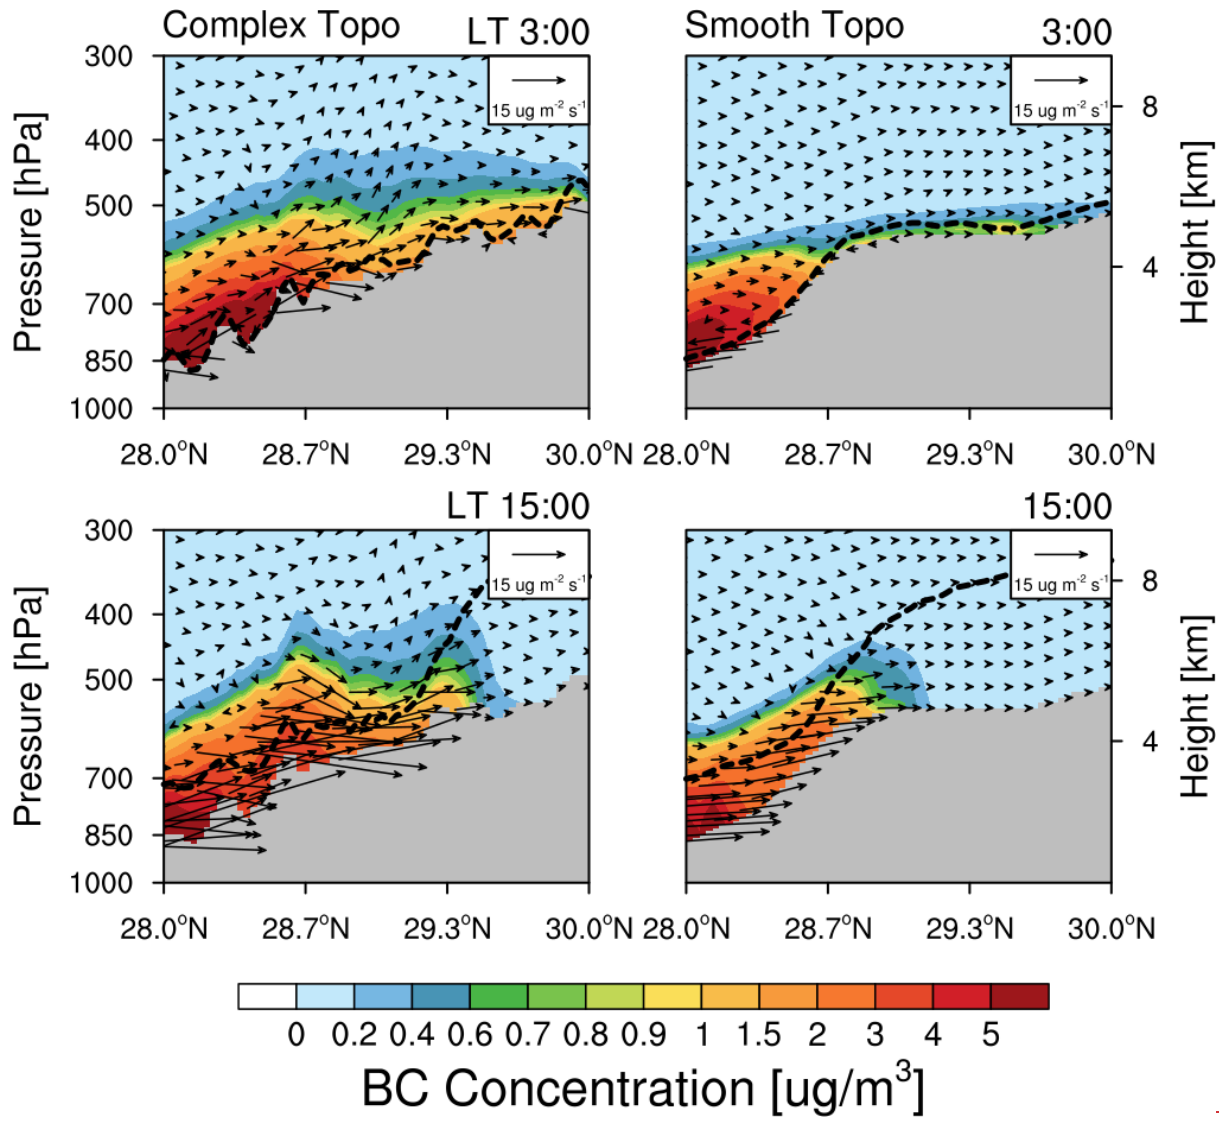 Complex Topo LT 3:00
Smooth Topo 3:00
300
400
500
700
850
1000
Pressure [hPa]
15 ug m⁻² s⁻¹
15 ug m⁻² s⁻¹
8
4
Height [km]
28.0°N 28.7°N 29.3°N 30.0°N
28.0°N 28.7°N 29.3°N 30.0°N
LT 15:00
15:00
300
400
500
700
850
1000
Pressure [hPa]
15 ug m⁻² s⁻¹
15 ug m⁻² s⁻¹
8
4
Height [km]
28.0°N 28.7°N 29.3°N 30.0°N
28.0°N 28.7°N 29.3°N 30.0°N
0 0.2 0.4 0.6 0.7 0.8 0.9 1 1.5 2 3 4 5
BC Concentration [ug/m³]